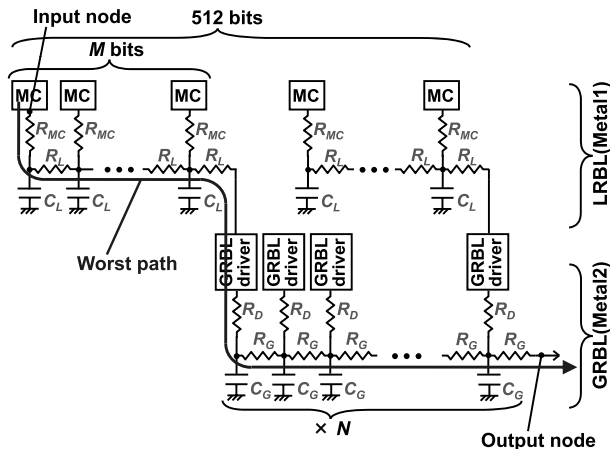 Input node
512 bits
M bits
MC MC MC MC MC
R_MC R_MC R_MC R_MC R_MC
R_L R_L R_L R_L R_L
C_L C_L C_L C_L C_L
LRBL(Metal1)
Worst path
GRBL driver GRBL driver GRBL driver GRBL driver
R_D R_D R_D R_D
R_G R_G R_G R_G R_G
C_G C_G C_G C_G
GRBL(Metal2)
× N
Output node